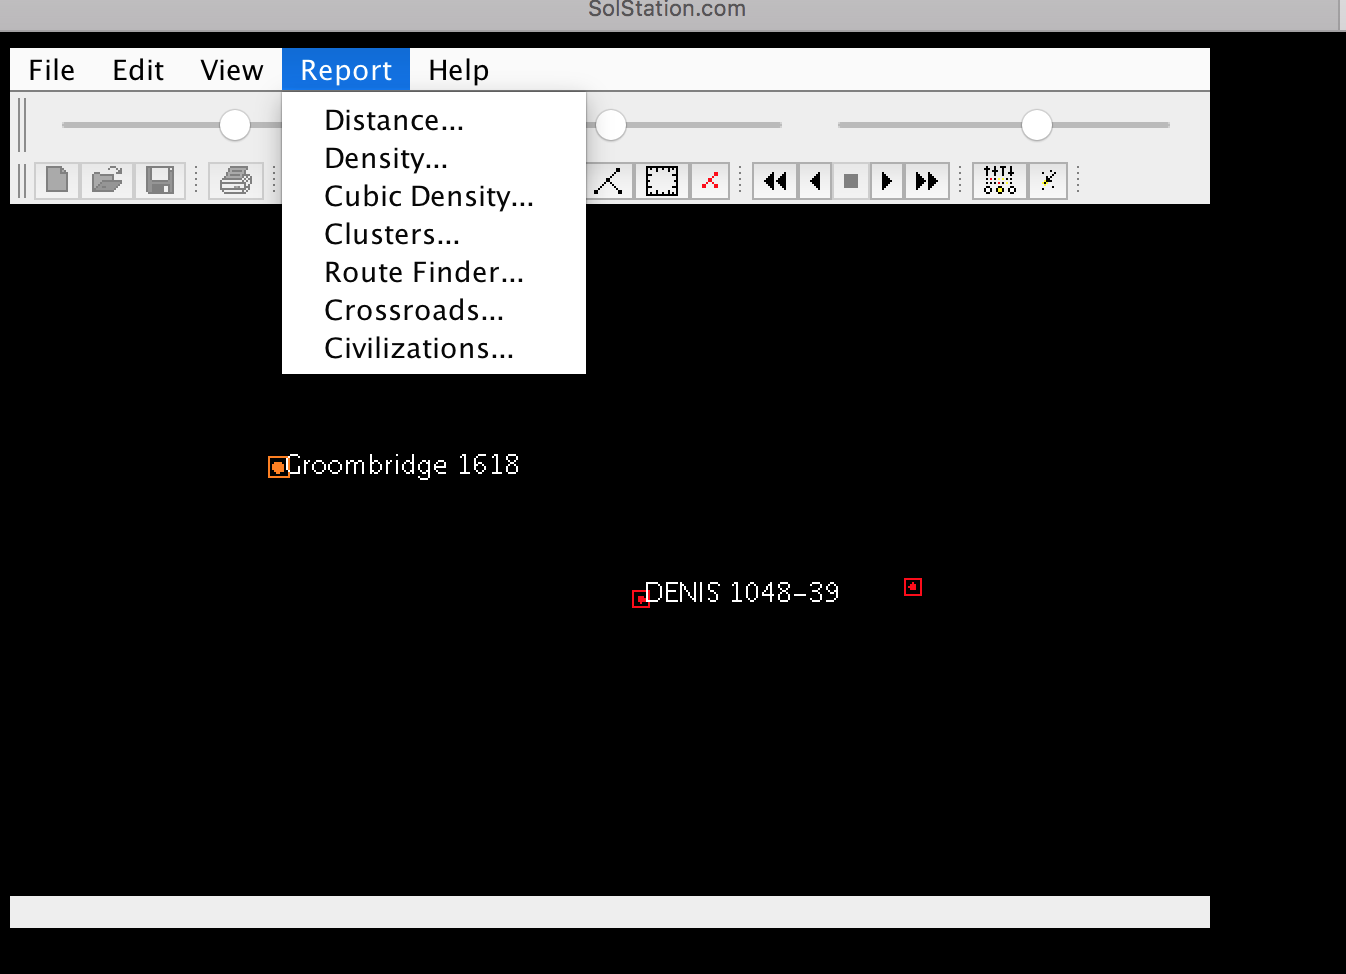 SolStation.com
File Edit View Report Help
Distance...
Density...
Cubic Density...
Clusters...
Route Finder...
Crossroads...
Civilizations...
Groombridge 1618
DENIS 1048-39